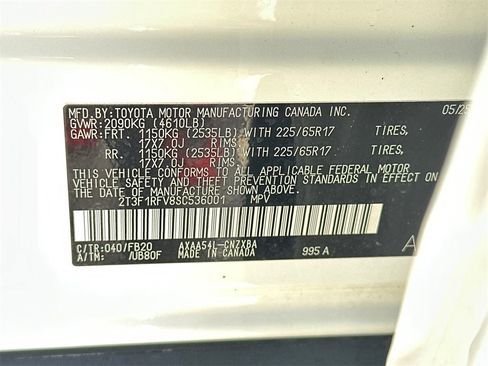 MFD.BY:TOYOTA MOTOR MANUFACTURING CANADA INC. 05/25
GVWR:2090KG (4610LB)
GAWR:FRT. 1150KG (2535LB) WITH 225/65R17 TIRES,
17X7.0J RIMS,
RR. 1150KG (2535LB) WITH 225/65R17 TIRES,
17X7.0J RIMS,
THIS VEHICLE CONFORMS TO ALL APPLICABLE FEDERAL MOTOR
VEHICLE SAFETY, BUMPER, AND THEFT PREVENTION STANDARDS IN EFFECT
ON THE DATE OF MANUFACTURE SHOWN ABOVE.
2T3F1RFV8SC536001 MPV
C/TR:040/FB20 AXAA54L-CNZXBA A
A/TM: /UB80F MADE IN CANADA 995A